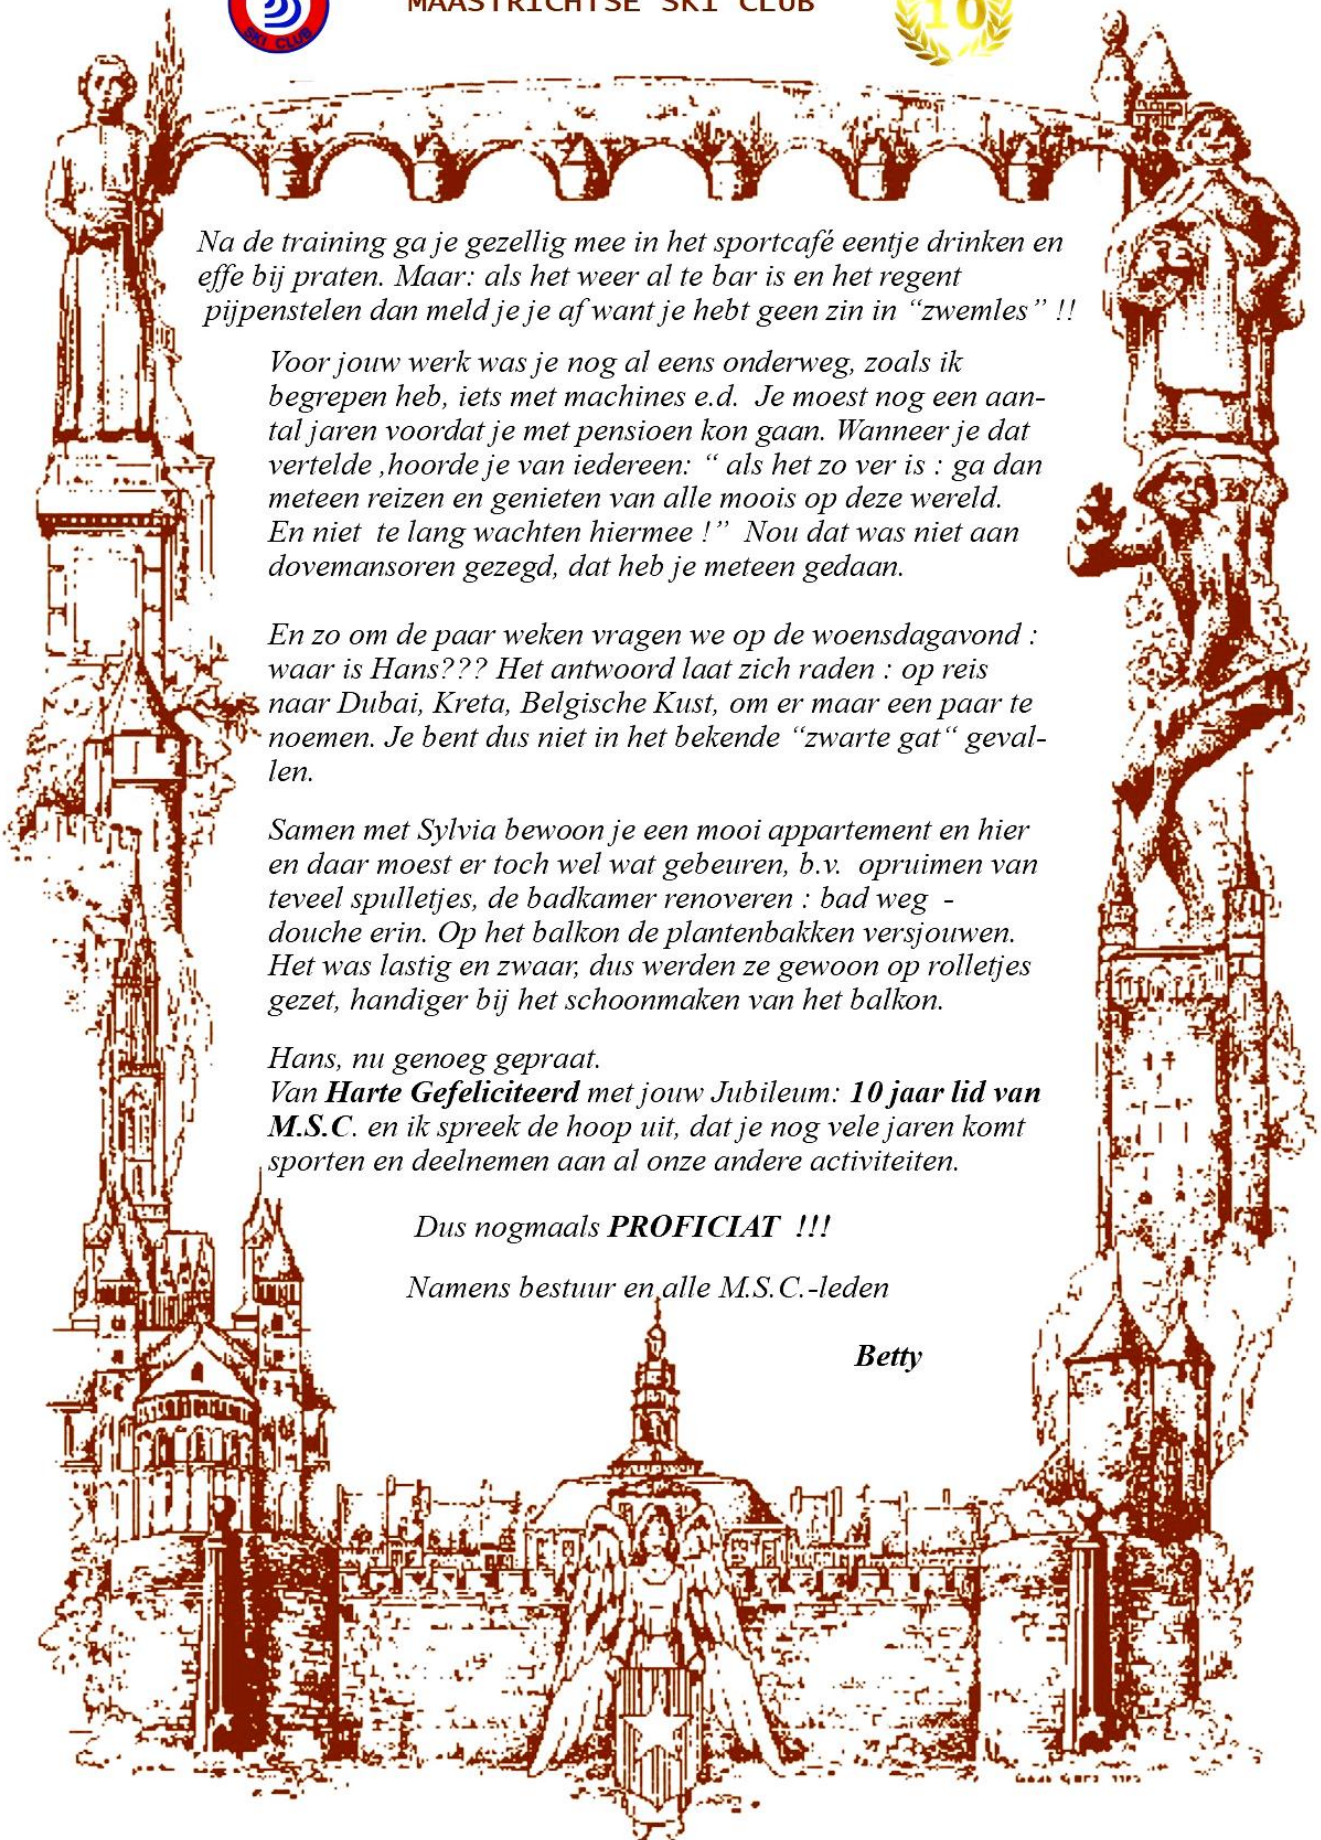 MAASTRICHTSE SKI CLUB
SKI CLUB
10
Na de training ga je gezellig mee in het sportcafé eentje drinken en
effe bij praten. Maar: als het weer al te bar is en het regent
pijpenstelen dan meld je je af want je hebt geen zin in “zwemles” !!
Voor jouw werk was je nog al eens onderweg, zoals ik
begrepen heb, iets met machines e.d. Je moest nog een aan-
tal jaren voordat je met pensioen kon gaan. Wanneer je dat
vertelde ,hoorde je van iedereen: “ als het zo ver is : ga dan
meteen reizen en genieten van alle moois op deze wereld.
En niet te lang wachten hiermee !” Nou dat was niet aan
dovemansoren gezegd, dat heb je meteen gedaan.
En zo om de paar weken vragen we op de woensdagavond :
waar is Hans??? Het antwoord laat zich raden : op reis
naar Dubai, Kreta, Belgische Kust, om er maar een paar te
noemen. Je bent dus niet in het bekende “zwarte gat“ geval-
len.
Samen met Sylvia bewoon je een mooi appartement en hier
en daar moest er toch wel wat gebeuren, b.v. opruimen van
teveel spulletjes, de badkamer renoveren : bad weg -
douche erin. Op het balkon de plantenbakken versjouwen.
Het was lastig en zwaar, dus werden ze gewoon op rolletjes
gezet, handiger bij het schoonmaken van het balkon.
Hans, nu genoeg gepraat.
Van Harte Gefeliciteerd met jouw Jubileum: 10 jaar lid van
M.S.C. en ik spreek de hoop uit, dat je nog vele jaren komt
sporten en deelnemen aan al onze andere activiteiten.
Dus nogmaals PROFICIAT !!!
Namens bestuur en alle M.S.C.-leden
Betty